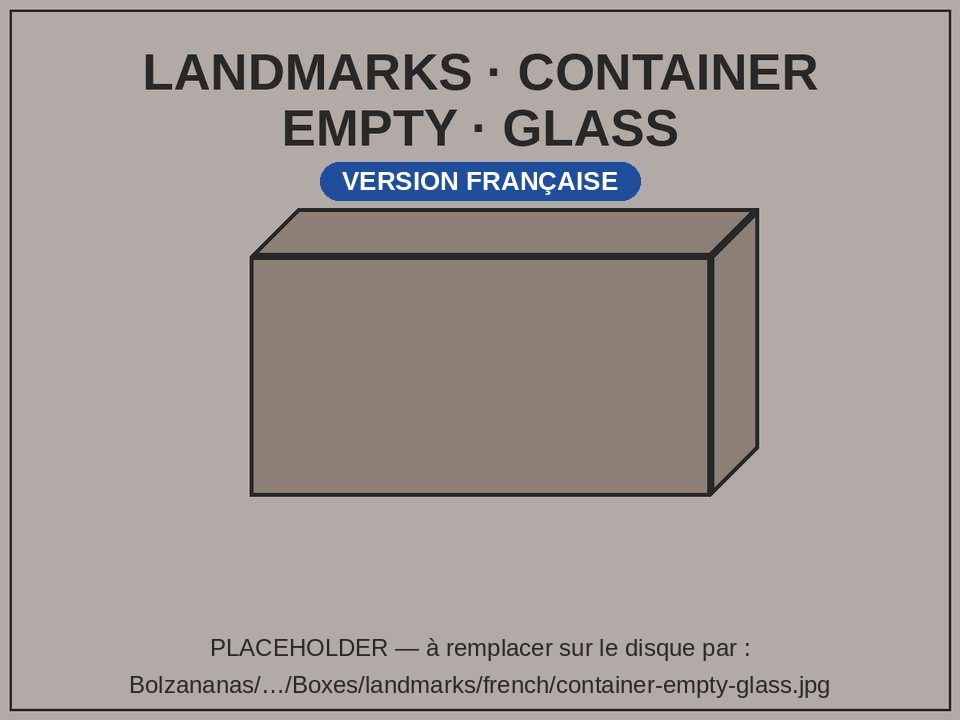 LANDMARKS · CONTAINER
EMPTY · GLASS
VERSION FRANÇAISE
PLACEHOLDER — à remplacer sur le disque par :
Bolzananas/…/Boxes/landmarks/french/container-empty-glass.jpg